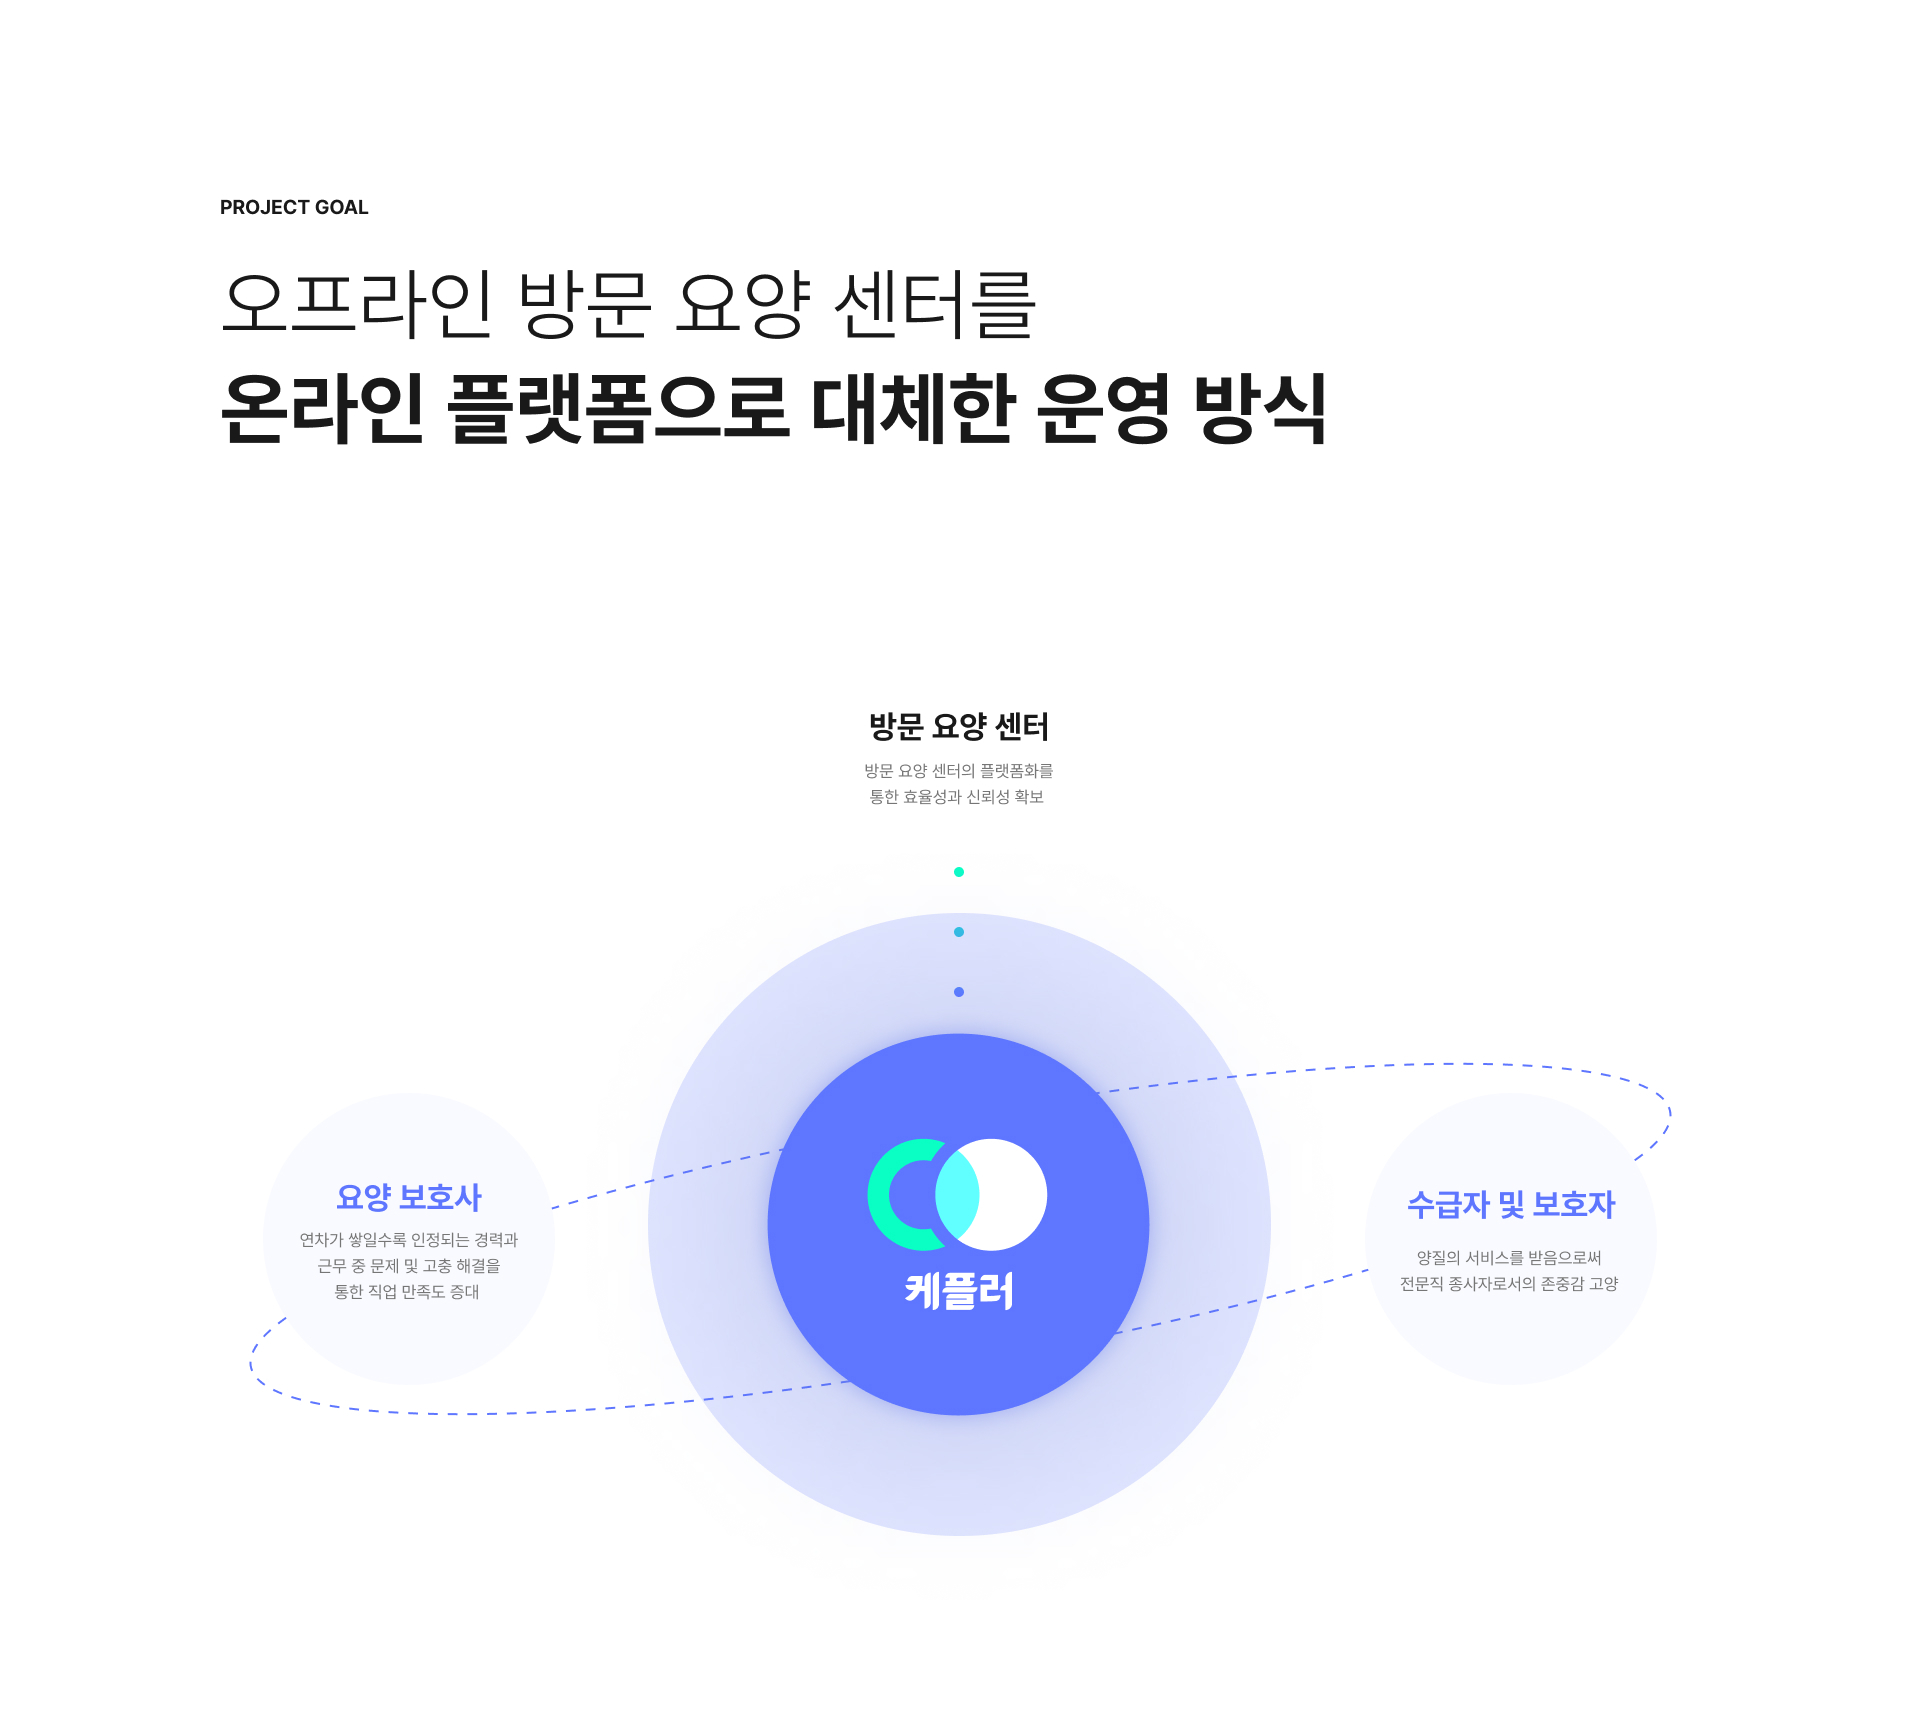 PROJECT GOAL
오프라인 방문 요양 센터를
온라인 플랫폼으로 대체한 운영 방식
방문 요양 센터
방문 요양 센터의 플랫폼화를
통한 효율성과 신뢰성 확보
요양 보호사
연차가 쌓일수록 인정되는 경력과
근무 중 문제 및 고충 해결을
통한 직업 만족도 증대
케플러
수급자 및 보호자
양질의 서비스를 받음으로써
전문직 종사자로서의 존중감 고양